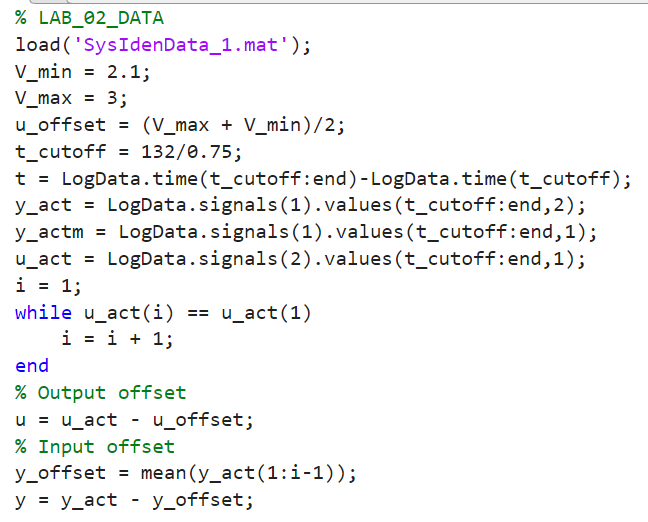 % LAB_02_DATA
load('SysIdenData_1.mat');
V_min = 2.1;
V_max = 3;
u_offset = (V_max + V_min)/2;
t_cutoff = 132/0.75;
t = LogData.time(t_cutoff:end)-LogData.time(t_cutoff);
y_act = LogData.signals(1).values(t_cutoff:end,2);
y_actm = LogData.signals(1).values(t_cutoff:end,1);
u_act = LogData.signals(2).values(t_cutoff:end,1);
i = 1;
while u_act(i) == u_act(1)
    i = i + 1;
end
% Output offset
u = u_act - u_offset;
% Input offset
y_offset = mean(y_act(1:i-1));
y = y_act - y_offset;